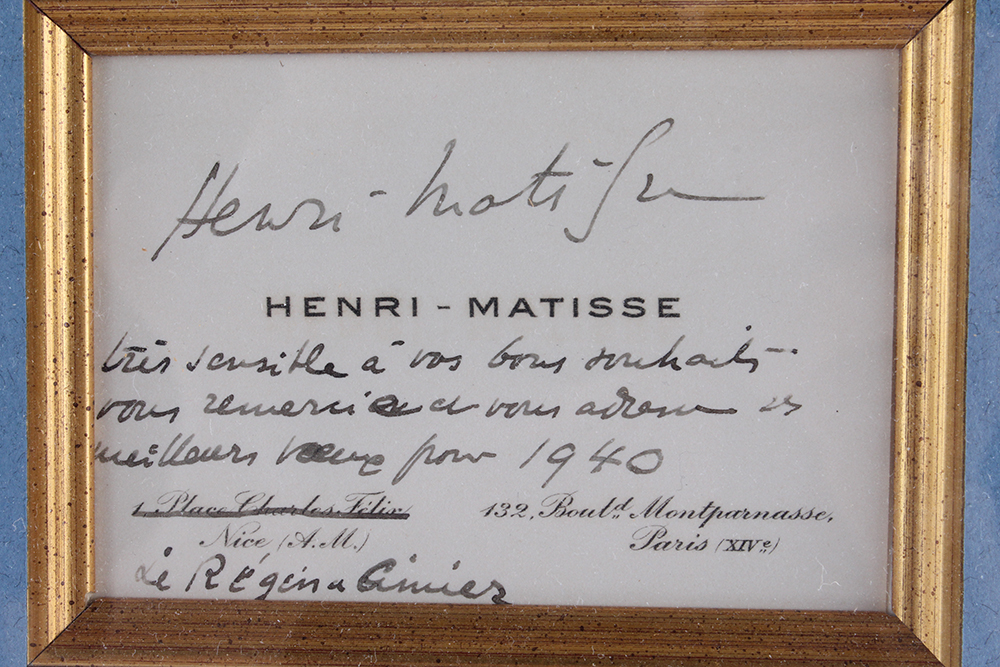 Henri-Matisse
HENRI-MATISSE
très sensible à vos bons souhaits
vous remercie et vous adresse ses
meilleurs vœux pour 1940
1, Place Charles Félix
132, Bould. Montparnasse,
Nice (A.M.)
Paris (XIVe)
Le Régina Cimiez